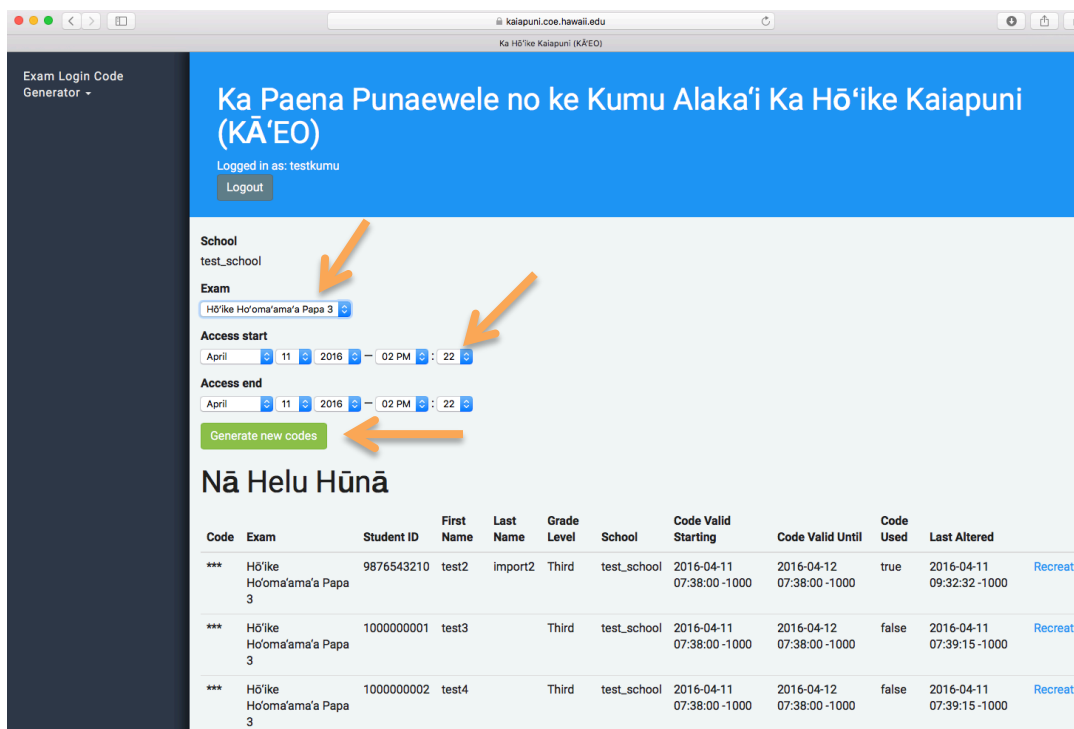 kaiapuni.coe.hawaii.edu
Ka Hōʻike Kaiapuni (KĀʻEO)
Exam Login Code
Generator
Ka Paena Punaewele no ke Kumu Alakaʻi Ka Hōʻike Kaiapuni
(KĀʻEO)
Logged in as: testkumu
Logout
School
test_school
Exam
Hōʻike Hoʻomaʻamaʻa Papa 3
Access start
April 11 2016 — 02 PM : 22
Access end
April 11 2016 — 02 PM : 22
Generate new codes
Nā Helu Hūnā
First Last Grade Code Valid Code
Code Exam Student ID Name Name Level School Starting Code Valid Until Used Last Altered
*** Hōʻike 9876543210 test2 import2 Third test_school 2016-04-11 2016-04-12 true 2016-04-11 Recreat
Hoʻomaʻamaʻa Papa 07:38:00 -1000 07:38:00 -1000 09:32:32 -1000
3
*** Hōʻike 1000000001 test3 Third test_school 2016-04-11 2016-04-12 false 2016-04-11 Recreat
Hoʻomaʻamaʻa Papa 07:38:00 -1000 07:38:00 -1000 07:39:15 -1000
3
*** Hōʻike 1000000002 test4 Third test_school 2016-04-11 2016-04-12 false 2016-04-11 Recreat
Hoʻomaʻamaʻa Papa 07:38:00 -1000 07:38:00 -1000 07:39:15 -1000
3